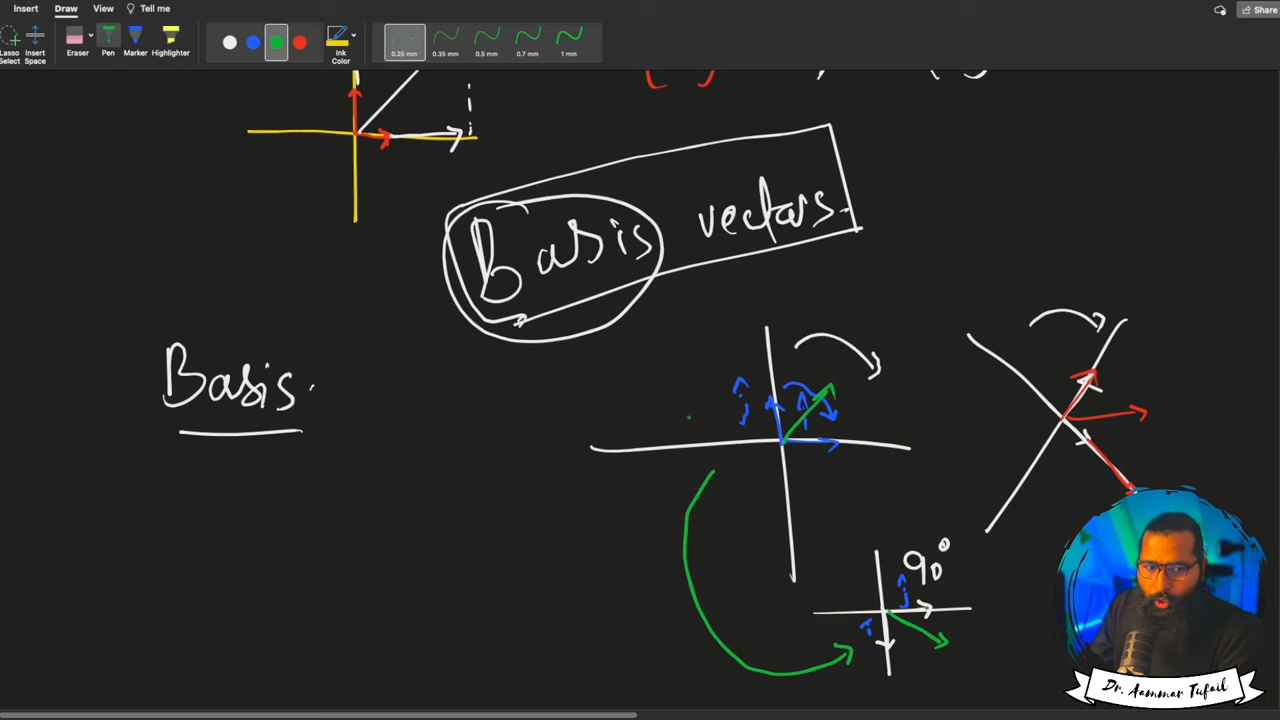 Insert Draw View Tell me Share
Lasso Select Insert Space Eraser Pen Marker Highlighter Ink Color 0.25 mm 0.35 mm 0.5 mm 0.7 mm 1 mm
Basis vectors.
Basis.
ĵ î
90°
ĵ
î
Dr. Aammar Tufail